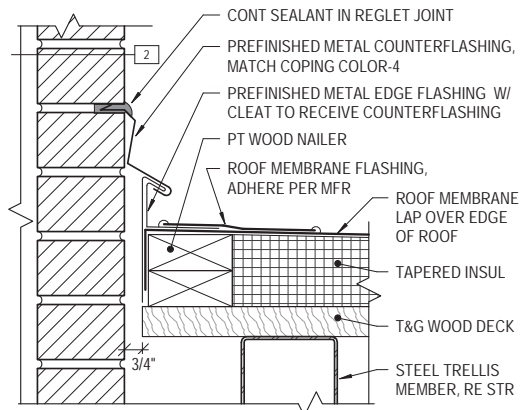 CONT SEALANT IN REGLET JOINT
2
PREFINISHED METAL COUNTERFLASHING,
MATCH COPING COLOR-4
PREFINISHED METAL EDGE FLASHING W/
CLEAT TO RECEIVE COUNTERFLASHING
PT WOOD NAILER
ROOF MEMBRANE FLASHING,
ADHERE PER MFR
ROOF MEMBRANE
LAP OVER EDGE
OF ROOF
TAPERED INSUL
T&G WOOD DECK
3/4"
STEEL TRELLIS
MEMBER, RE STR